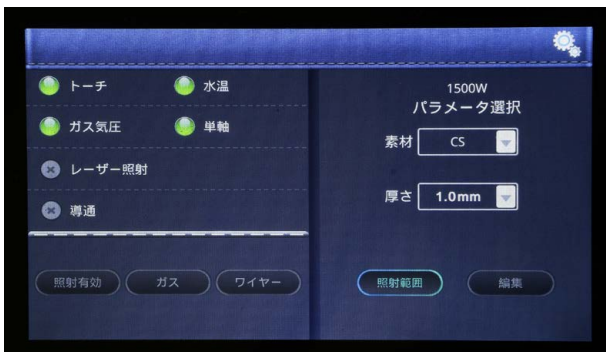 トーチ 水温
ガス気圧 単軸
レーザー照射
導通
照射有効 ガス ワイヤー
1500W
パラメータ選択
素材 CS
厚さ 1.0mm
照射範囲 編集